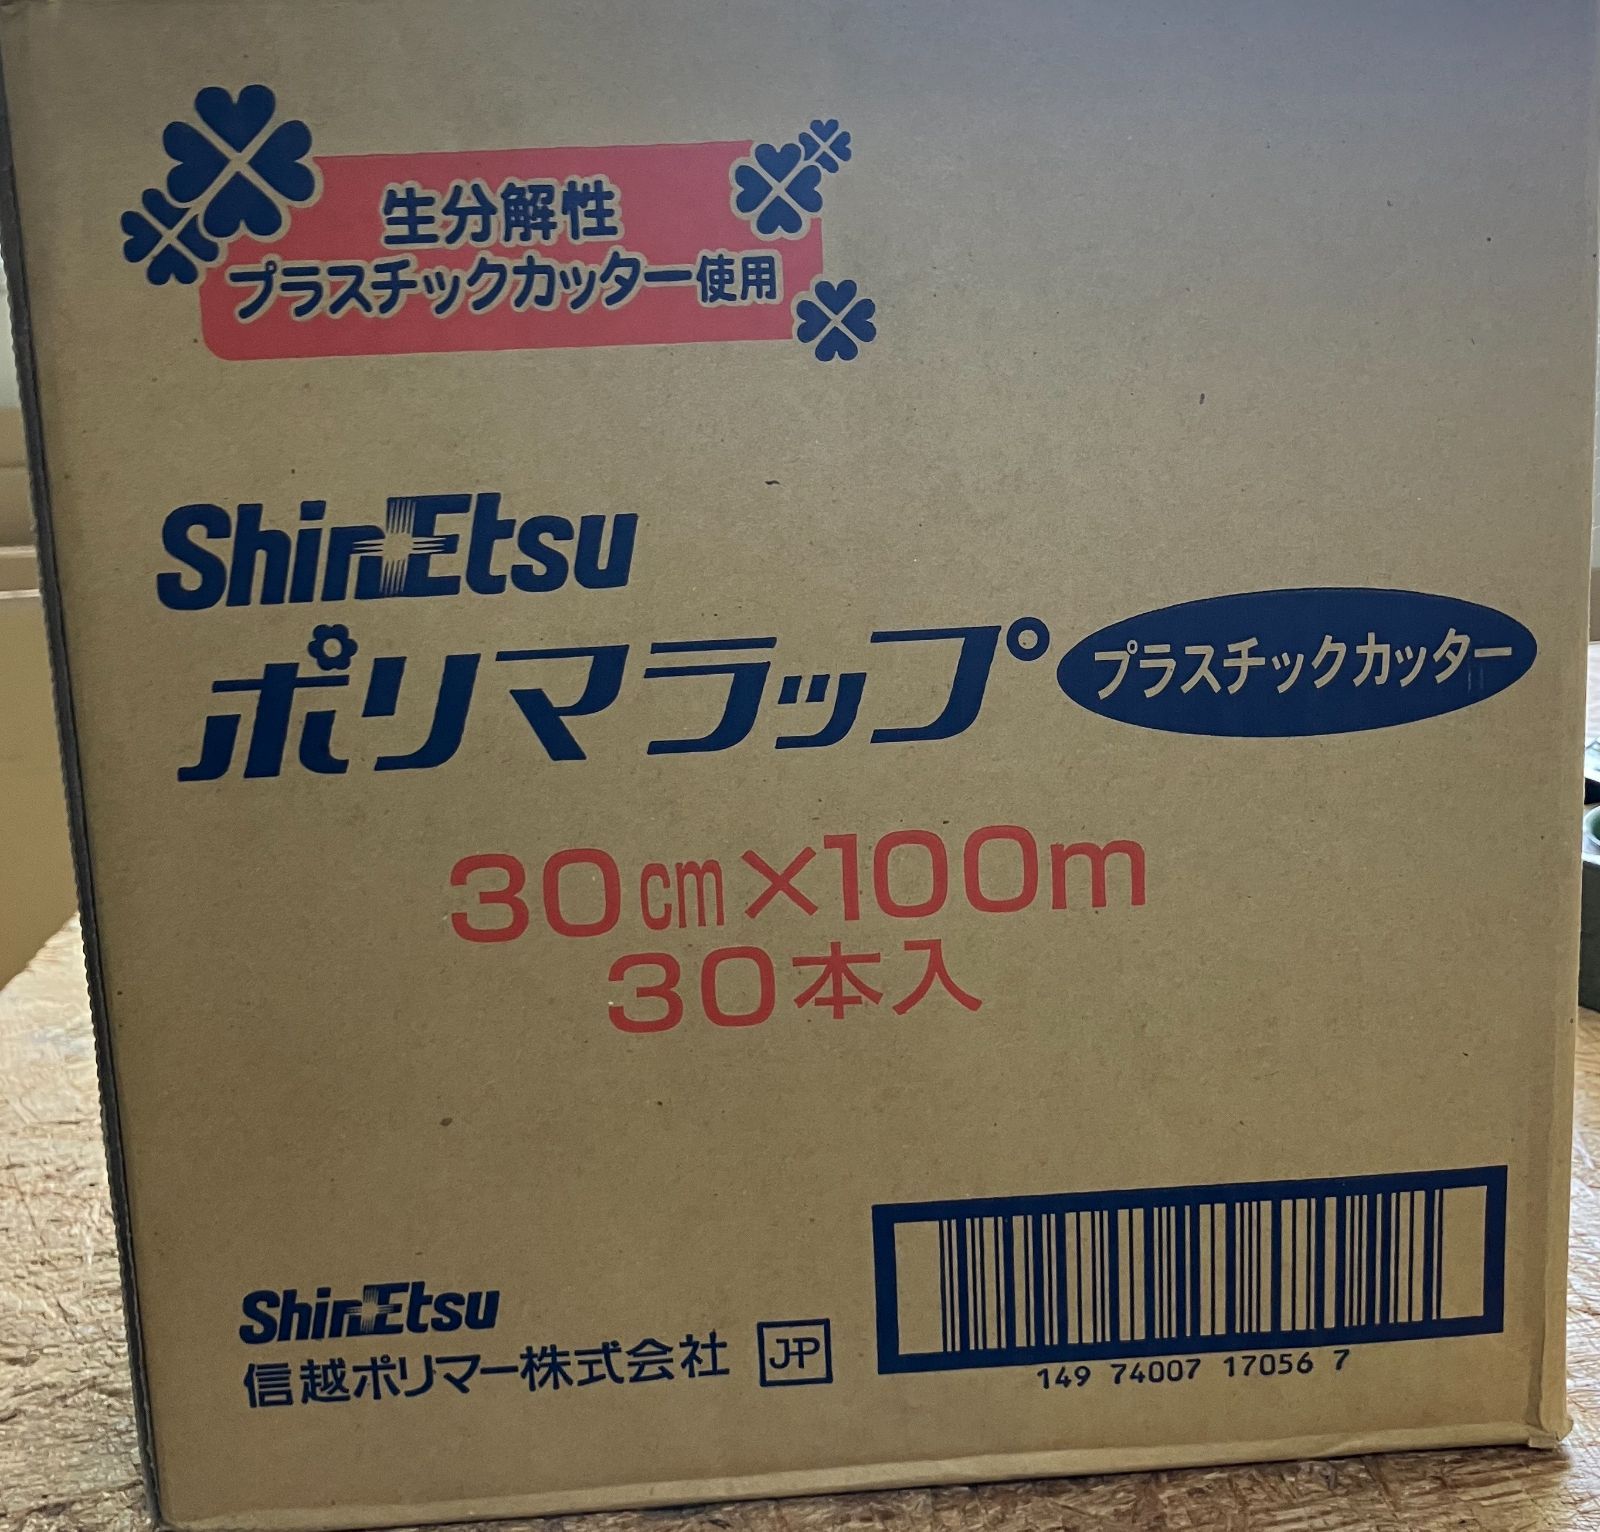 生分解性
プラスチックカッター使用
ShinEtsu
ポリマラップ プラスチックカッター
30cm×100m
30本入
ShinEtsu
信越ポリマー株式会社 JP
149 74007 17056 7